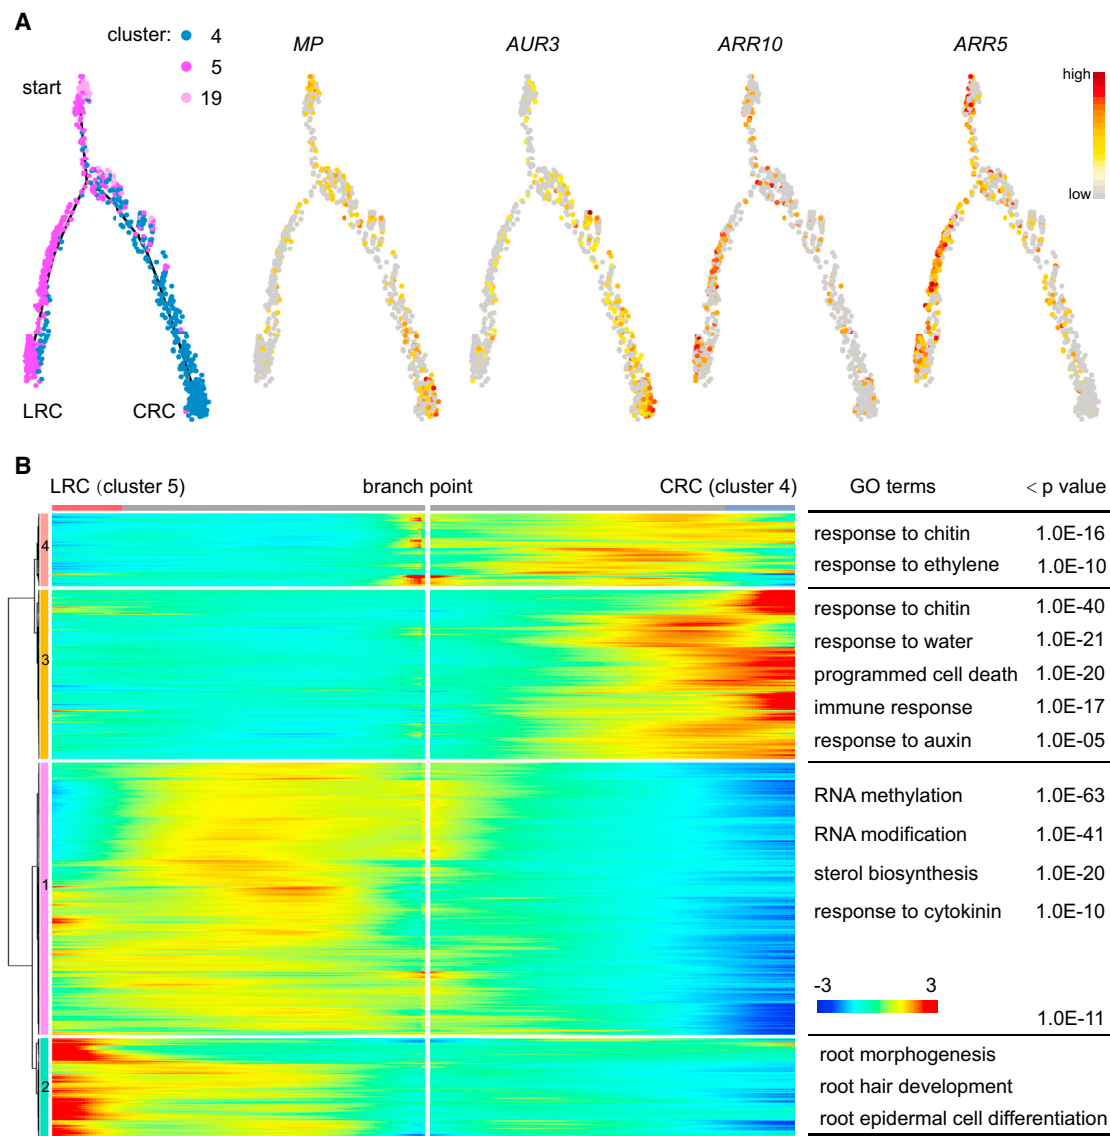 A
cluster: 4
5
19
start
MP
AUR3
ARR10
ARR5
high
low
LRC
CRC
B
LRC (cluster 5)
branch point
CRC (cluster 4)
GO terms
< p value
4
response to chitin 1.0E-16
response to ethylene 1.0E-10
3
response to chitin 1.0E-40
response to water 1.0E-21
programmed cell death 1.0E-20
immune response 1.0E-17
response to auxin 1.0E-05
1
RNA methylation 1.0E-63
RNA modification 1.0E-41
sterol biosynthesis 1.0E-20
response to cytokinin 1.0E-10
-3 3
1.0E-11
2
root morphogenesis
root hair development
root epidermal cell differentiation